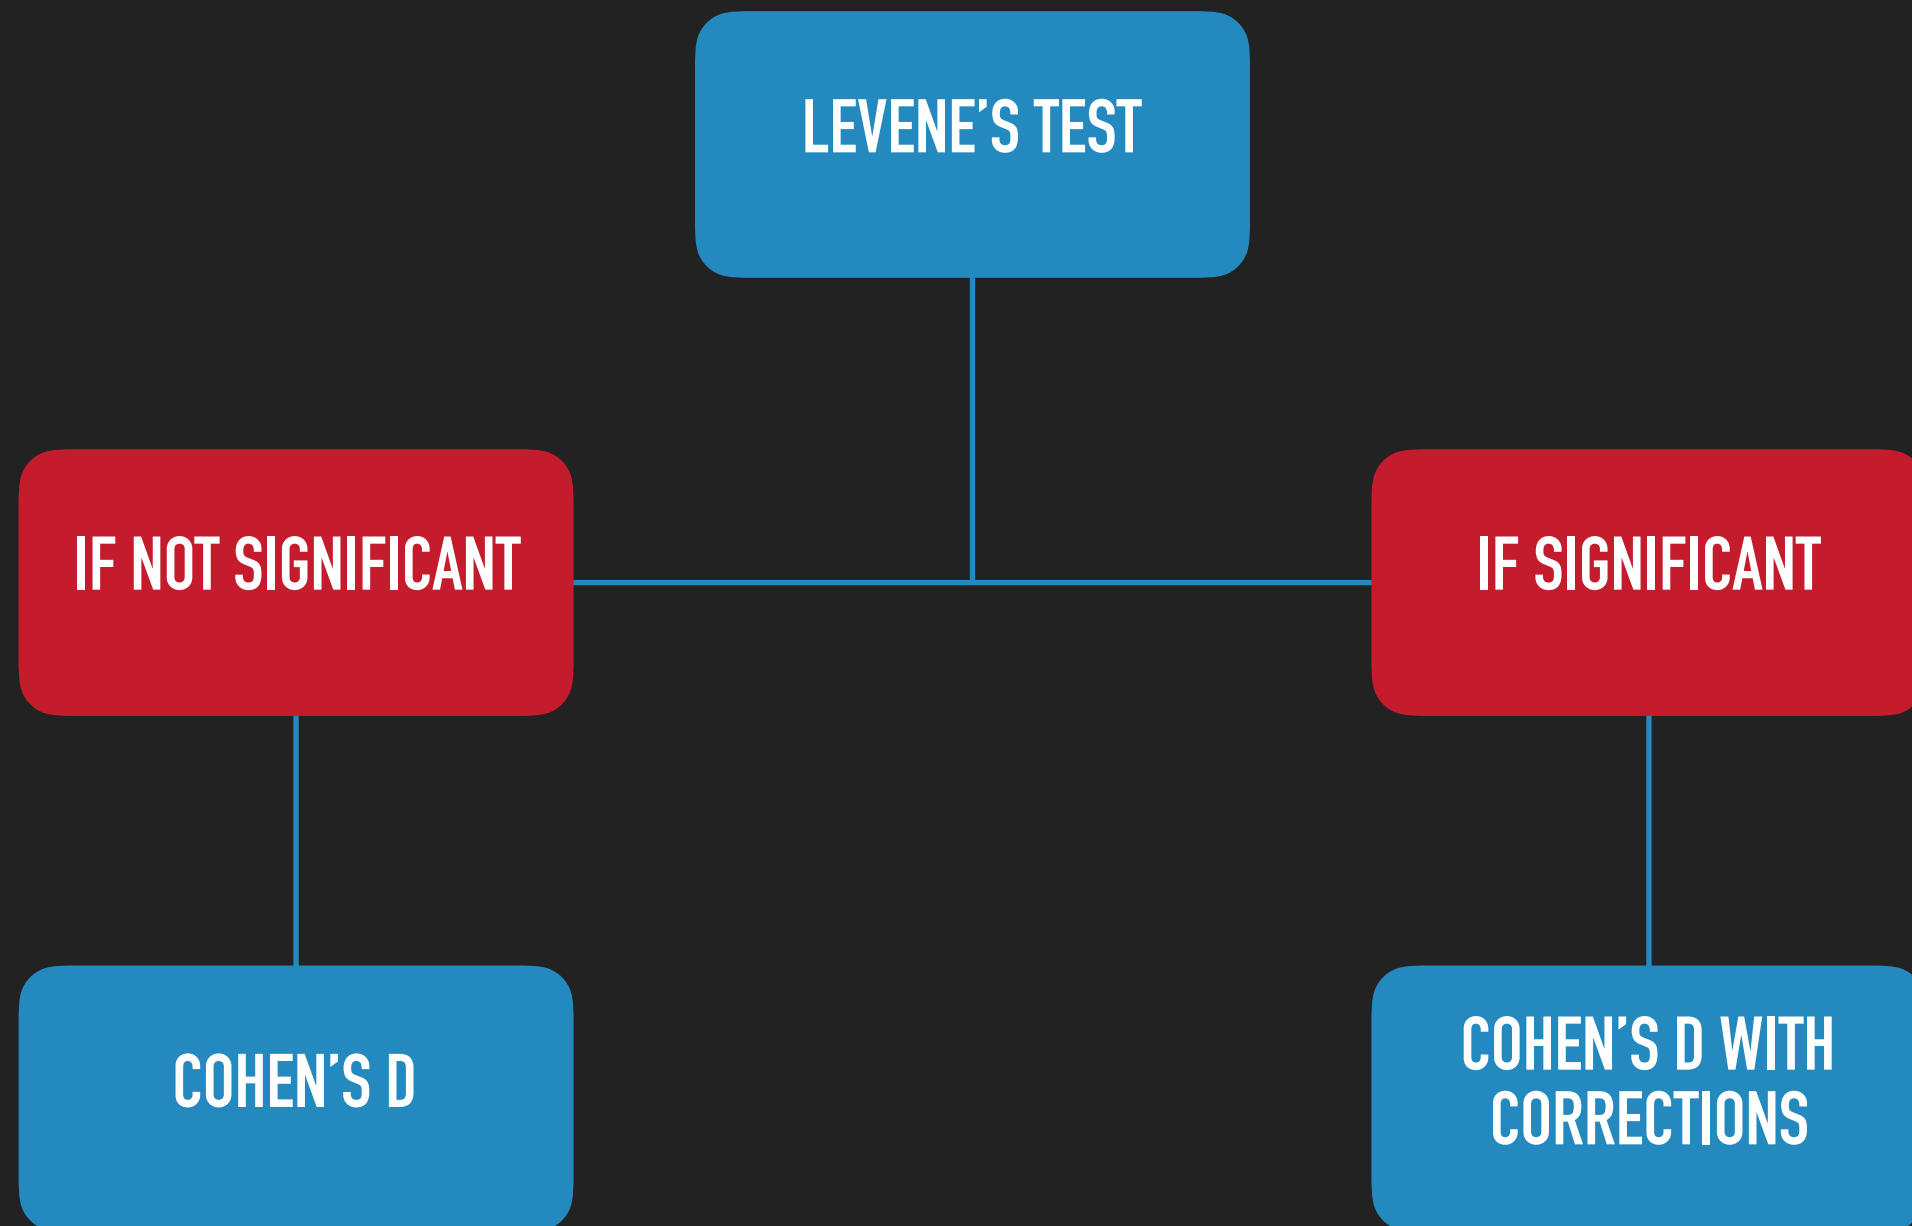 LEVENE’S TEST
IF NOT SIGNIFICANT
IF SIGNIFICANT
COHEN’S D
COHEN’S D WITH
CORRECTIONS